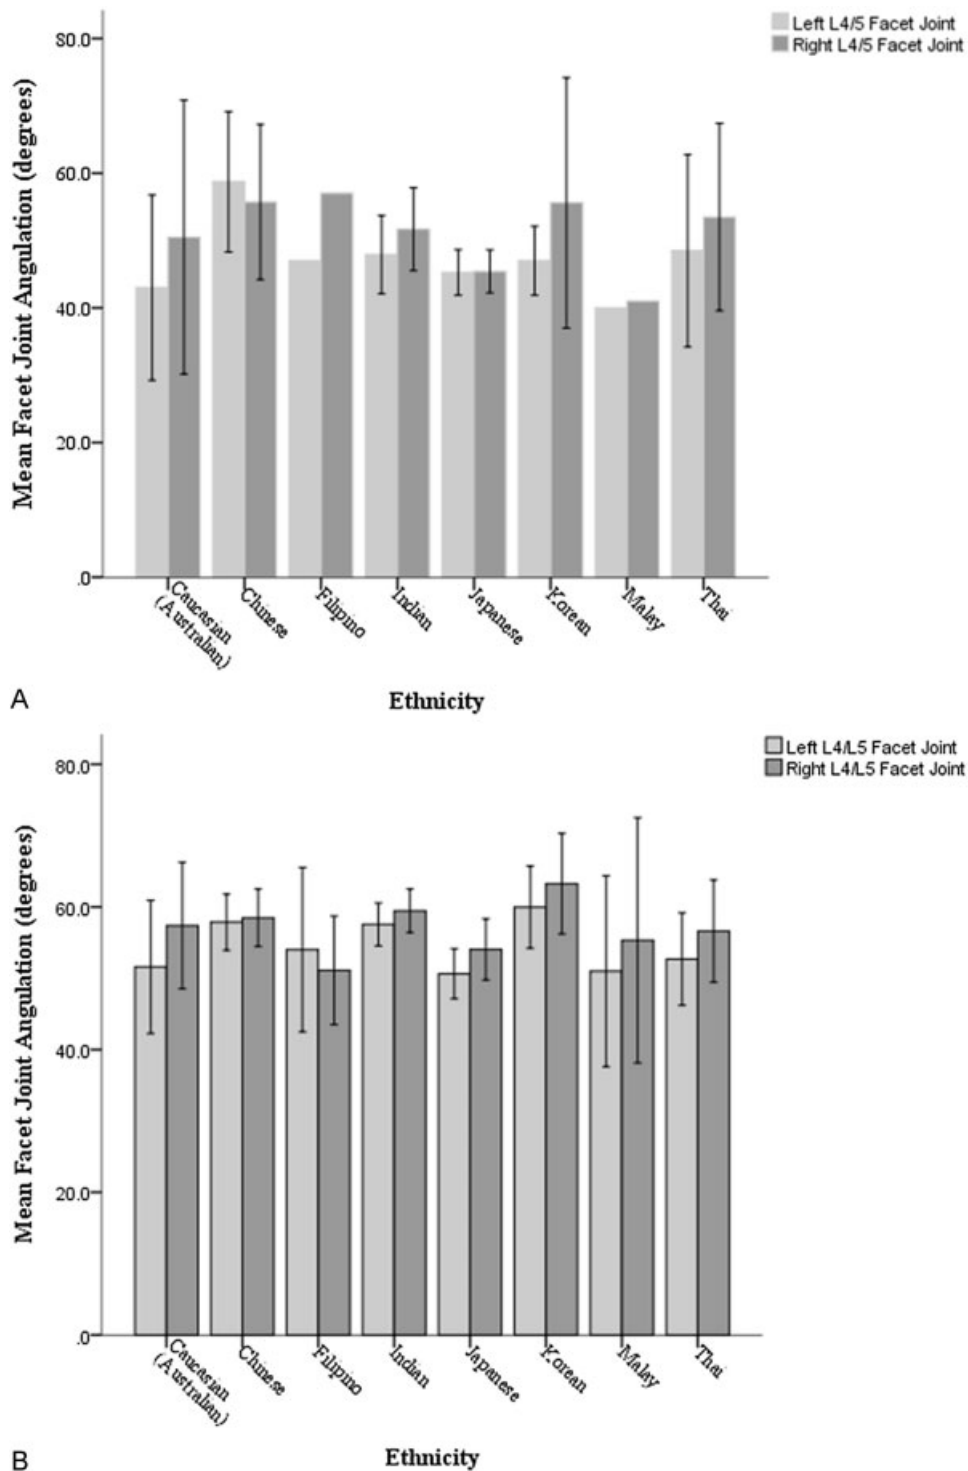 Left L4/5 Facet Joint
Right L4/5 Facet Joint
Mean Facet Joint Angulation (degrees)
80.0
60.0
40.0
20.0
.0
Caucasian
(Australian)
Chinese
Filipino
Indian
Japanese
Korean
Malay
Thai
A
Ethnicity
Left L4/L5 Facet Joint
Right L4/L5 Facet Joint
Mean Facet Joint Angulation (degrees)
80.0
60.0
40.0
20.0
.0
Caucasian
(Australian)
Chinese
Filipino
Indian
Japanese
Korean
Malay
Thai
Ethnicity
B